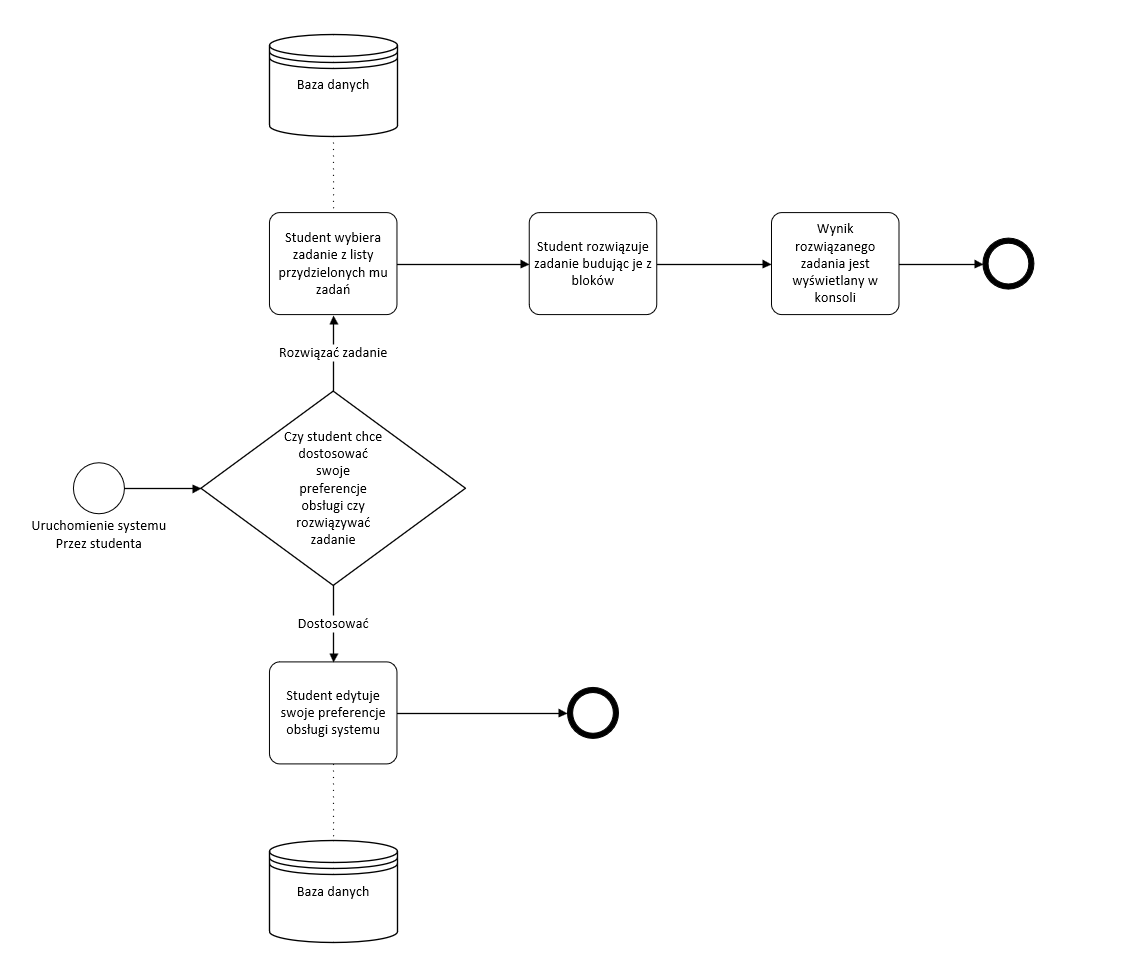 Baza danych
Student wybiera
zadanie z listy
przydzielonych mu
zadań
Student rozwiązuje
zadanie budując je z
bloków
Wynik
rozwiązanego
zadania jest
wyświetlany w
konsoli
Rozwiązać zadanie
Czy student chce
dostosować
swoje
preferencje
obsługi czy
rozwiązywać
zadanie
Uruchomienie systemu
Przez studenta
Dostosować
Student edytuje
swoje preferencje
obsługi systemu
Baza danych